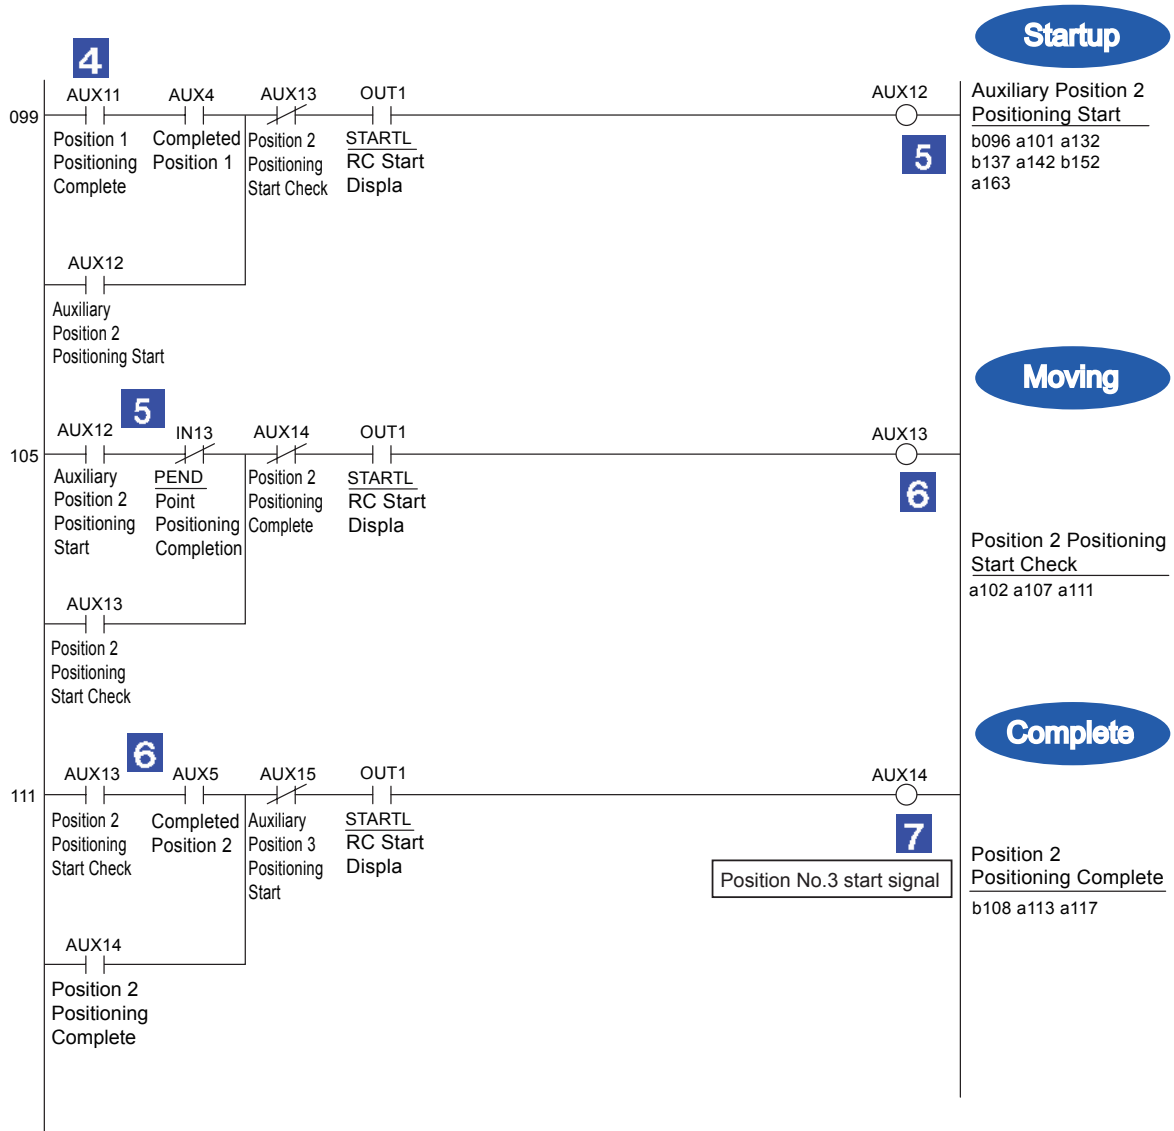 Startup
4
AUX11 AUX4 AUX13 OUT1 AUX12
099
Position 1
Positioning
Complete
Completed
Position 1
Position 2
Positioning
Start Check
STARTL
RC Start
Displa
5
Auxiliary Position 2
Positioning Start
b096 a101 a132
b137 a142 b152
a163
AUX12
Auxiliary
Position 2
Positioning Start
Moving
5
AUX12 IN13 AUX14 OUT1 AUX13
105
Auxiliary
Position 2
Positioning
Start
PEND
Point
Positioning
Completion
Position 2
Positioning
Complete
STARTL
RC Start
Displa
6
Position 2 Positioning
Start Check
a102 a107 a111
AUX13
Position 2
Positioning
Start Check
Complete
6
AUX13 AUX5 AUX15 OUT1 AUX14
111
Position 2
Positioning
Start Check
Completed
Position 2
Auxiliary
Position 3
Positioning
Start
STARTL
RC Start
Displa
7
Position No.3 start signal
Position 2
Positioning Complete
b108 a113 a117
AUX14
Position 2
Positioning
Complete